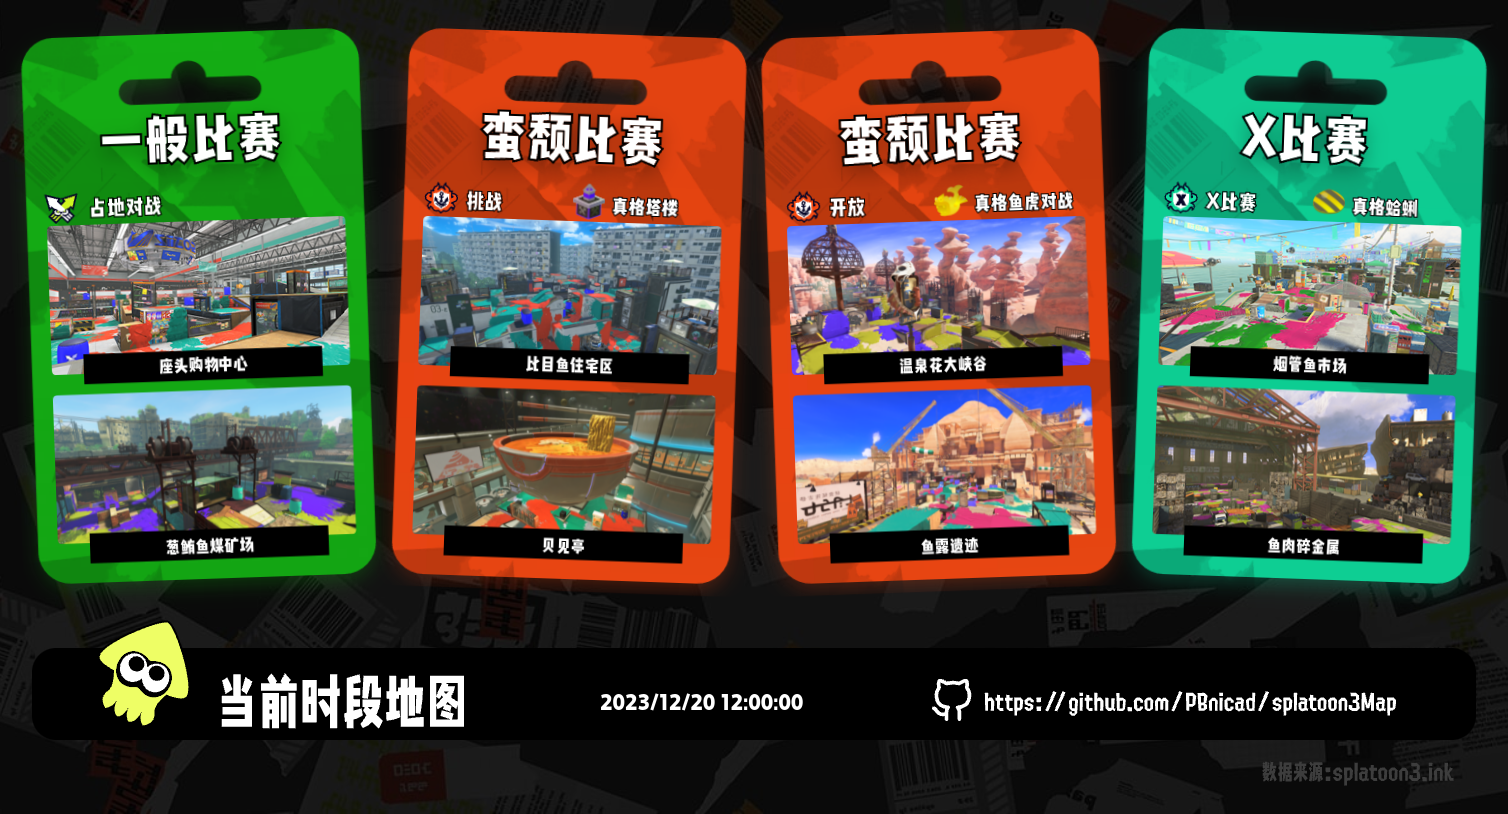 一般比赛
占地对战
座头购物中心
葱鲔鱼煤矿场
蛮颓比赛
挑战
真格塔楼
比目鱼住宅区
贝见亭
蛮颓比赛
开放
真格鱼虎对战
温泉花大峡谷
鱼露遗迹
X比赛
X比赛
真格蛤蜊
烟管鱼市场
鱼肉碎金属
当前时段地图
2023/12/20 12:00:00
https://github.com/PBnicad/splatoon3Map
数据来源:splatoon3.ink